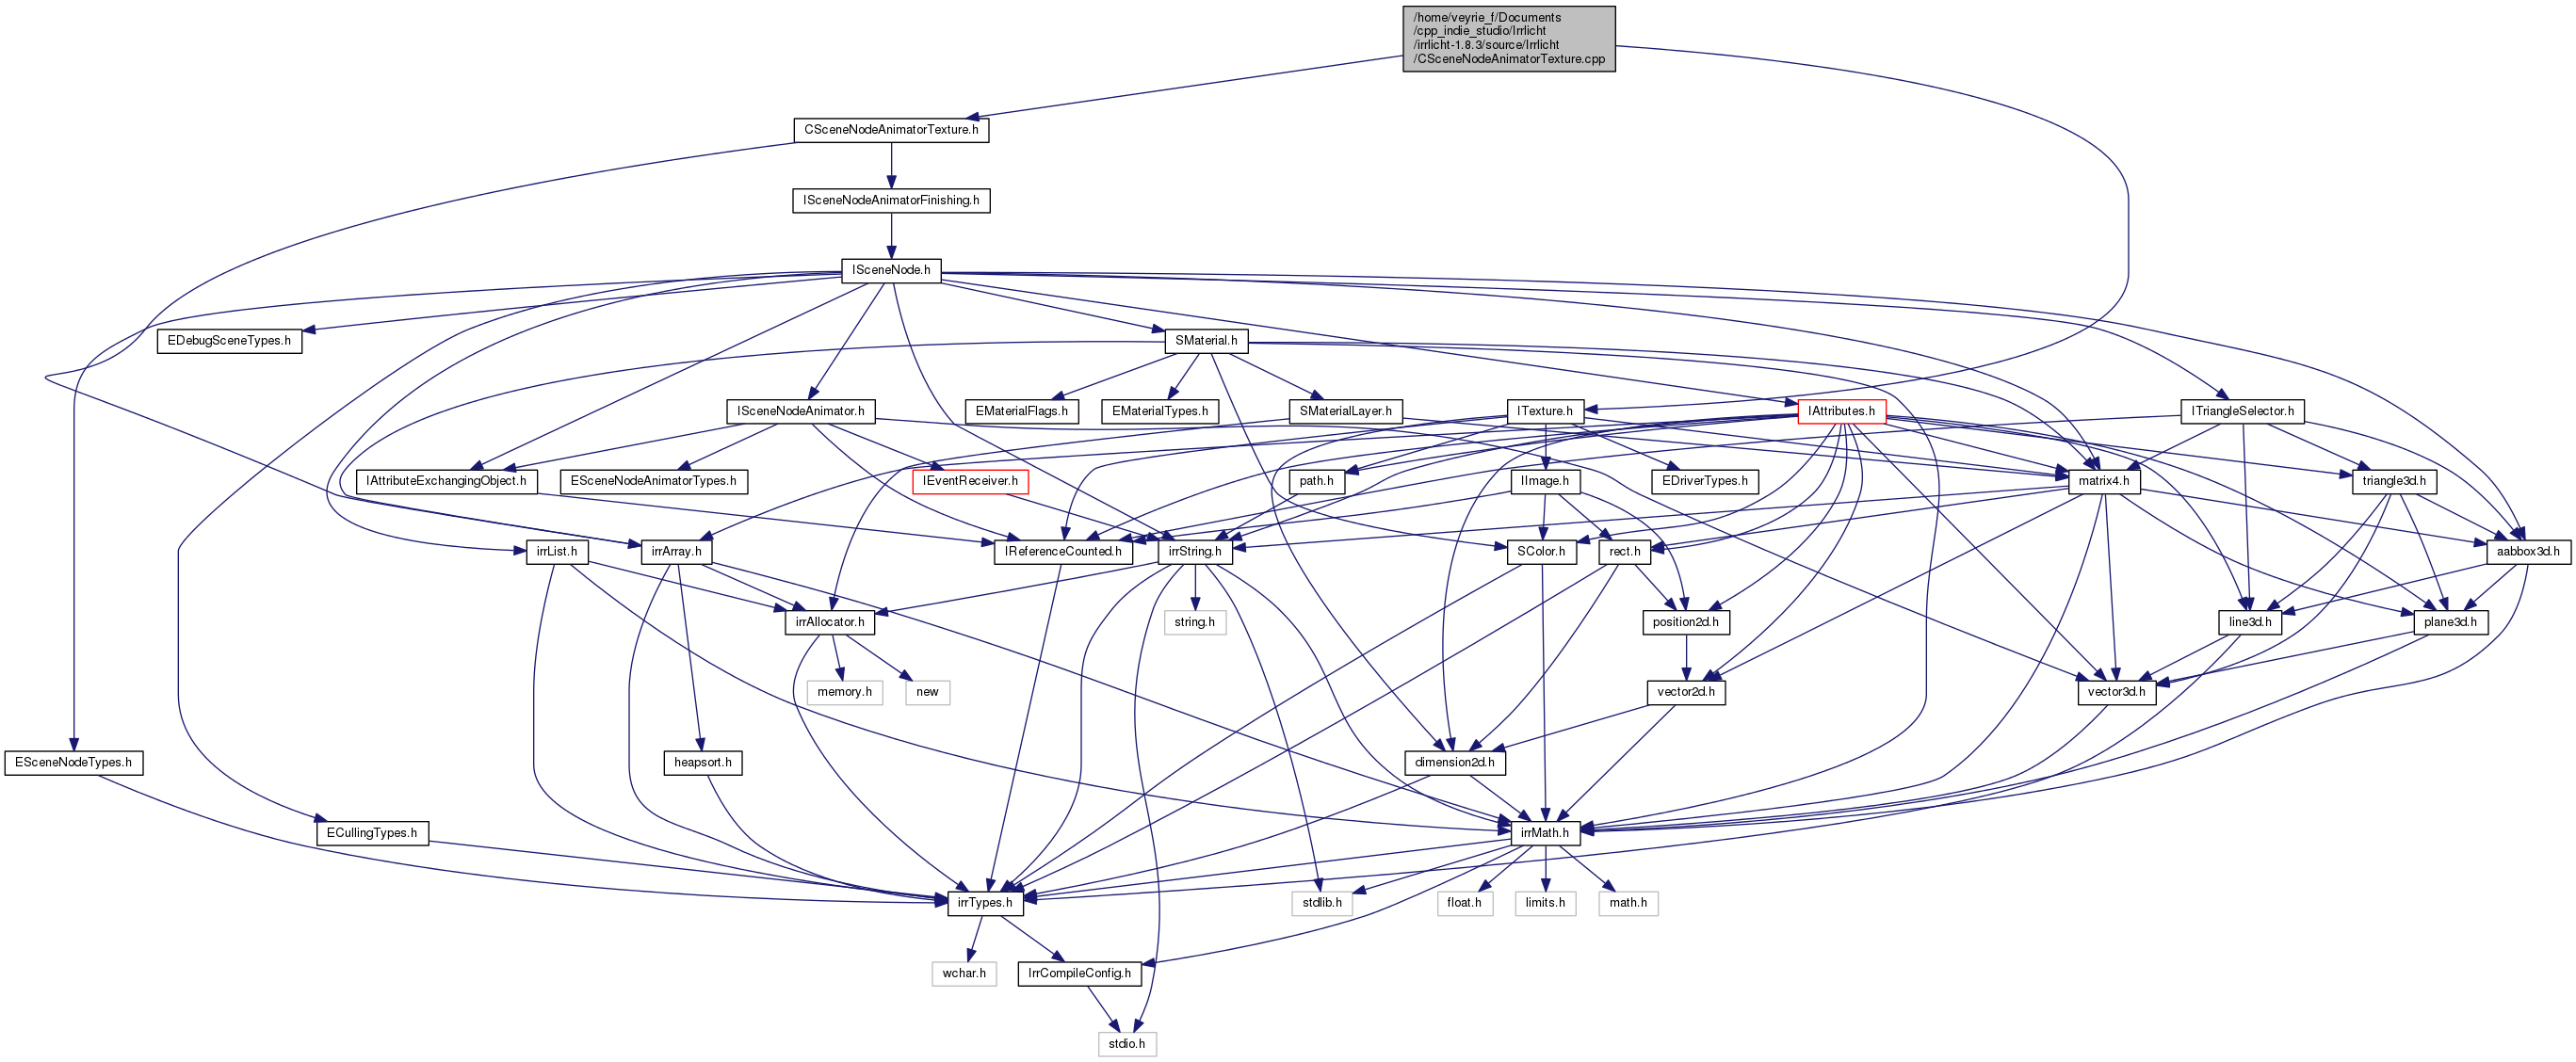 /home/veyrie_f/Documents
/cpp_indie_studio/Irrlicht
/irrlicht-1.8.3/source/Irrlicht
/CSceneNodeAnimatorTexture.cpp
CSceneNodeAnimatorTexture.h
ISceneNodeAnimatorFinishing.h
ISceneNode.h
EDebugSceneTypes.h
SMaterial.h
ISceneNodeAnimator.h
EMaterialFlags.h
EMaterialTypes.h
SMaterialLayer.h
ITexture.h
IAttributes.h
ITriangleSelector.h
IAttributeExchangingObject.h
ESceneNodeAnimatorTypes.h
IEventReceiver.h
path.h
IImage.h
EDriverTypes.h
matrix4.h
triangle3d.h
irrList.h
irrArray.h
IReferenceCounted.h
irrString.h
SColor.h
rect.h
aabbox3d.h
irrAllocator.h
string.h
position2d.h
line3d.h
plane3d.h
memory.h
new
vector2d.h
vector3d.h
ESceneNodeTypes.h
heapsort.h
dimension2d.h
ECullingTypes.h
irrMath.h
irrTypes.h
stdlib.h
float.h
limits.h
math.h
wchar.h
IrrCompileConfig.h
stdio.h